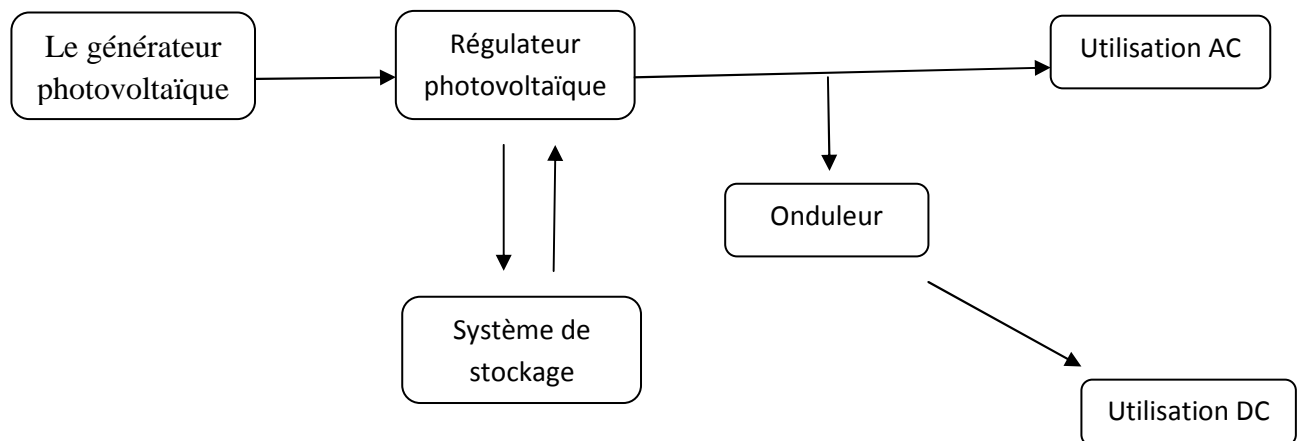 Le générateur
photovoltaïque
Régulateur
photovoltaïque
Utilisation AC
Onduleur
Système de
stockage
Utilisation DC